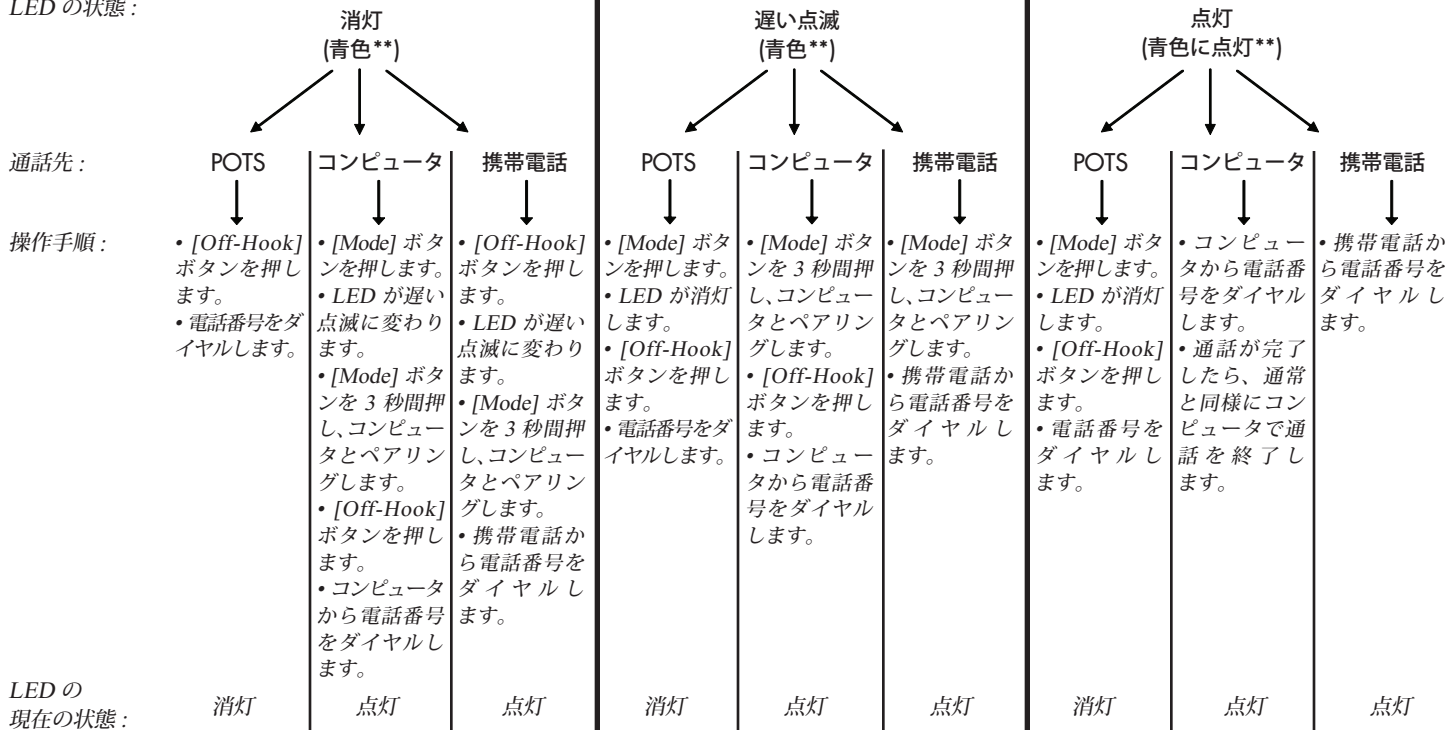 LED の状態 :
消灯
(青色**)
遅い点滅
(青色**)
点灯
(青色に点灯**)
通話先 :
POTS
コンピュータ
携帯電話
POTS
コンピュータ
携帯電話
POTS
コンピュータ
携帯電話
操作手順 :
• [Off-Hook]
ボタンを押し
ます。
• 電話番号をダ
イヤルします。
• [Mode] ボタ
ンを押します。
• LED が遅い
点滅に変わり
ます。
• [Mode] ボタ
ンを 3 秒間押
し、コンピュー
タとペアリン
グします。
• [Off-Hook]
ボタンを押し
ます。
• コンピュータ
から電話番号
をダイヤルし
ます。
• [Off-Hook]
ボタンを押し
ます。
• LED が遅い
点滅に変わり
ます。
• [Mode] ボタ
ンを 3 秒間押
し、コンピュー
タとペアリン
グします。
• 携帯電話か
ら電話番号を
ダイヤルし
ます。
• [Mode] ボタ
ンを押します。
• LED が消灯
します。
• [Off-Hook]
ボタンを押し
ます。
• 電話番号をダ
イヤルします。
• [Mode] ボタ
ンを 3 秒間押
し、コンピュー
タとペアリン
グします。
• [Off-Hook]
ボタンを押し
ます。
• コンピュー
タから電話番
号をダイヤル
します。
• [Mode] ボタ
ンを 3 秒間押
し、コンピュー
タとペアリン
グします。
• 携帯電話か
ら電話番号を
ダイヤルし
ます。
• [Mode] ボタ
ンを押します。
• LED が消灯
します。
• [Off-Hook]
ボタンを押し
ます。
• 電話番号を
ダイヤルし
ます。
• コンピュー
タから電話番
号をダイヤル
します。
• 通話が完了
したら、通常
と同様にコン
ピュータで通
話を終了し
ます。
• 携帯電話か
ら電話番号を
ダイヤルし
ます。
LED の
現在の状態 :
消灯
点灯
点灯
消灯
点灯
点灯
消灯
点灯
点灯